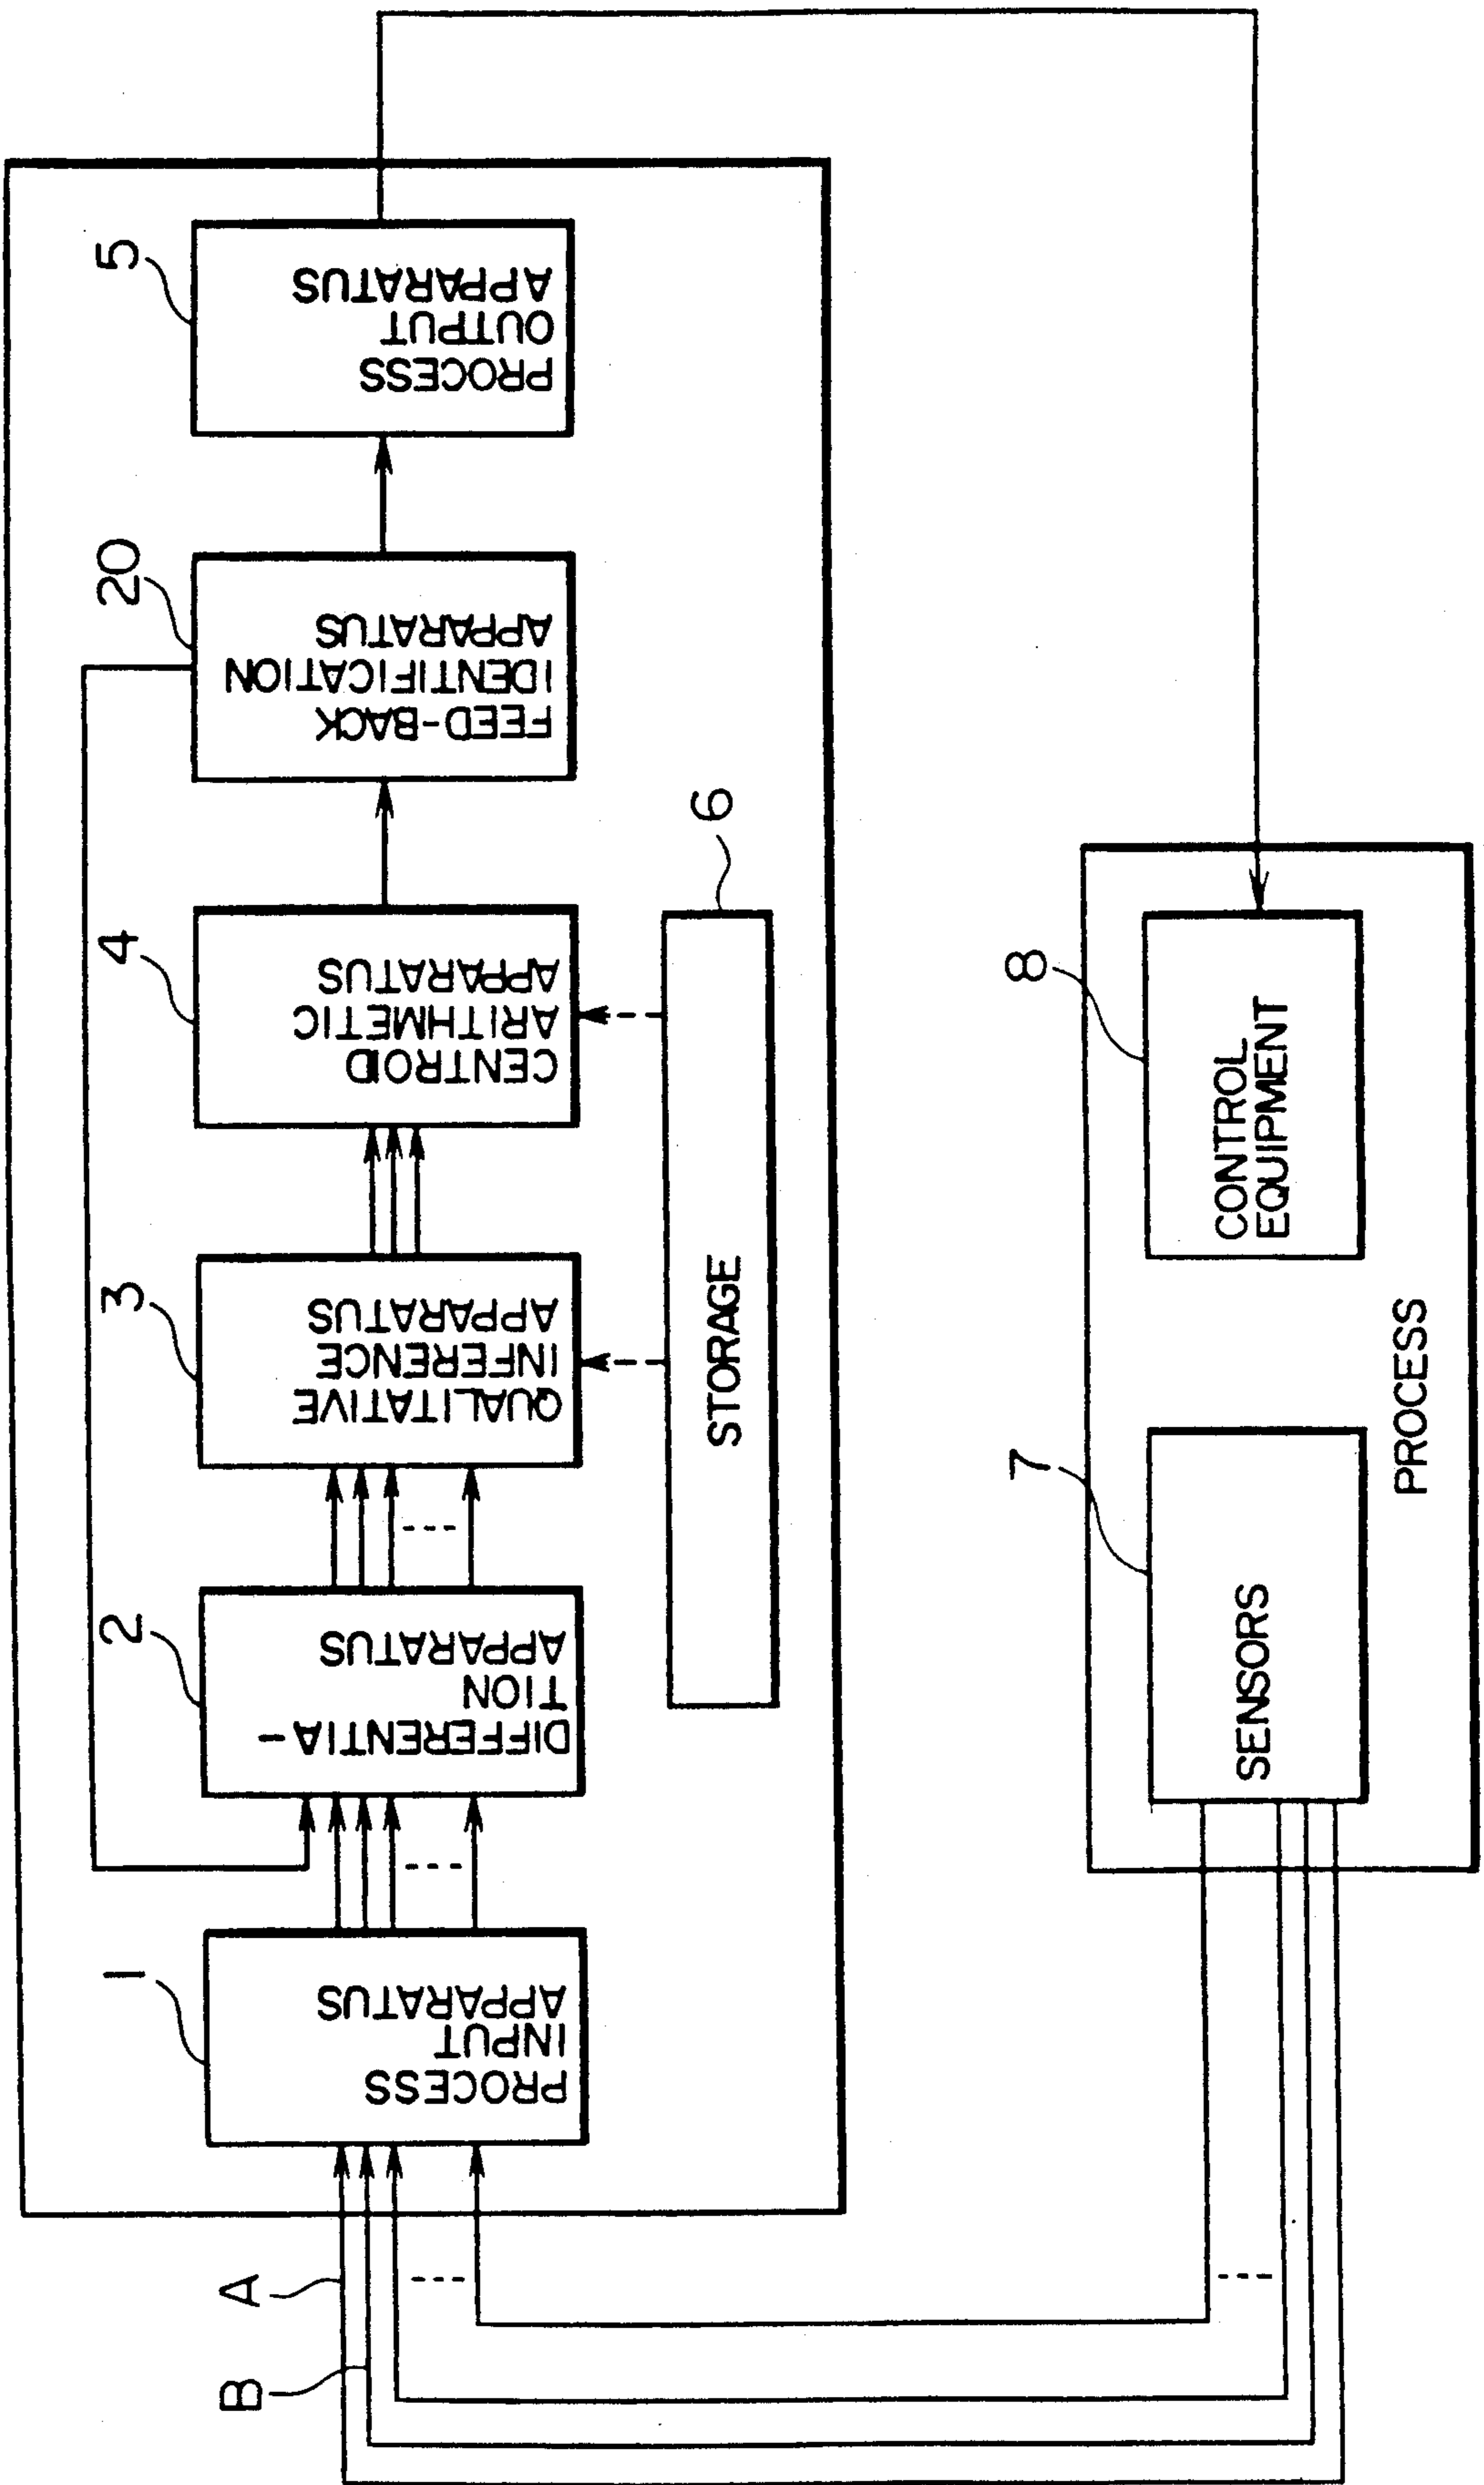 1
PROCESS
INPUT
APPARATUS
2
DIFFERENTIA-
TION
APPARATUS
3
QUALITATIVE
INFERENCE
APPARATUS
4
CENTROID
ARITHMETIC
APPARATUS
20
FEED-BACK
IDENTIFICATION
APPARATUS
5
PROCESS
OUTPUT
APPARATUS
6
STORAGE
A
B
7
SENSORS
8
CONTROL
EQUIPMENT
PROCESS